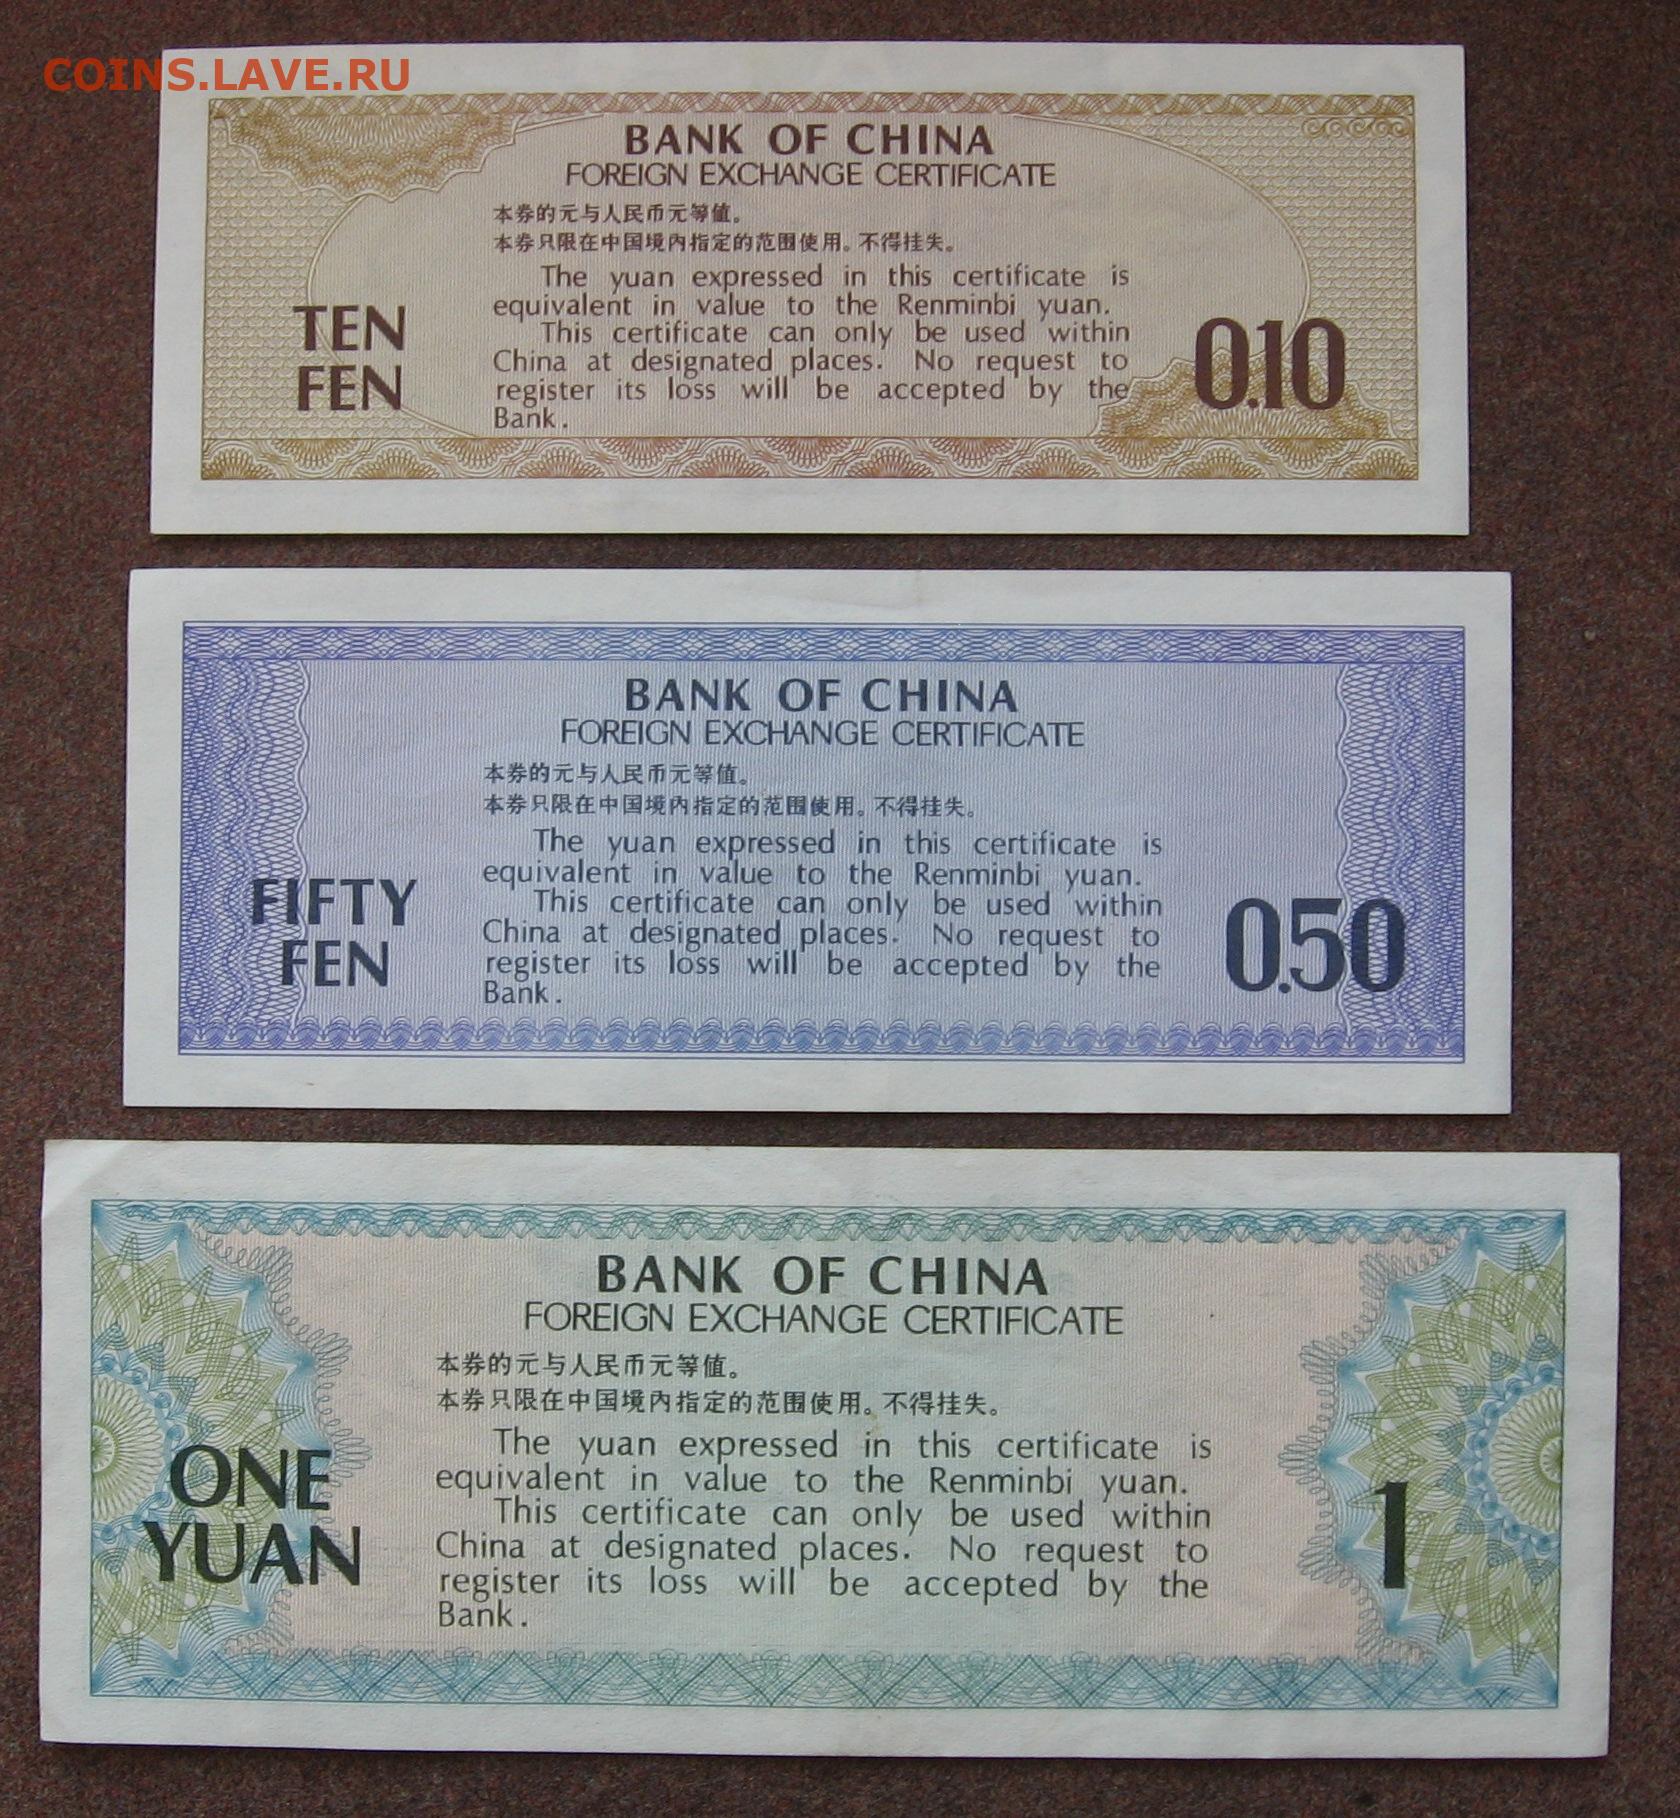 COINS.LAVE.RU
BANK OF CHINA
FOREIGN EXCHANGE CERTIFICATE
本券的元与人民币元等值。
本券只限在中国境内指定的范围使用。不得挂失。
The yuan expressed in this certificate is
equivalent in value to the Renminbi yuan.
This certificate can only be used within
China at designated places. No request to
register its loss will be accepted by the
Bank.
TEN
FEN
0.10
BANK OF CHINA
FOREIGN EXCHANGE CERTIFICATE
本券的元与人民币元等值。
本券只限在中国境内指定的范围使用。不得挂失。
The yuan expressed in this certificate is
equivalent in value to the Renminbi yuan.
This certificate can only be used within
China at designated places. No request to
register its loss will be accepted by the
Bank.
FIFTY
FEN
0.50
BANK OF CHINA
FOREIGN EXCHANGE CERTIFICATE
本券的元与人民币元等值。
本券只限在中国境内指定的范围使用。不得挂失。
The yuan expressed in this certificate is
equivalent in value to the Renminbi yuan.
This certificate can only be used within
China at designated places. No request to
register its loss will be accepted by the
Bank.
ONE
YUAN
1